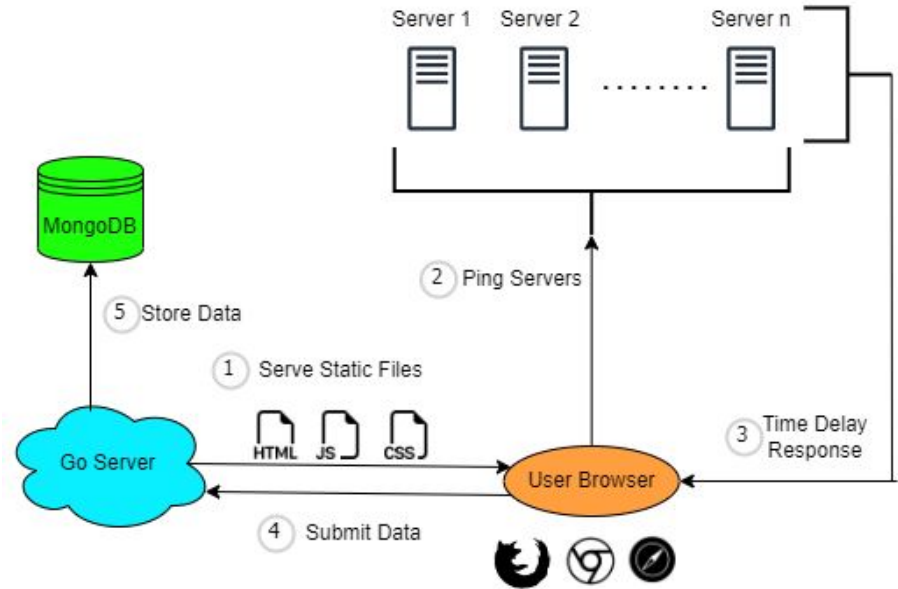 Server 1
Server 2
Server n
MongoDB
2 Ping Servers
5 Store Data
1 Serve Static Files
HTML
JS
CSS
3 Time Delay
Response
Go Server
User Browser
4 Submit Data